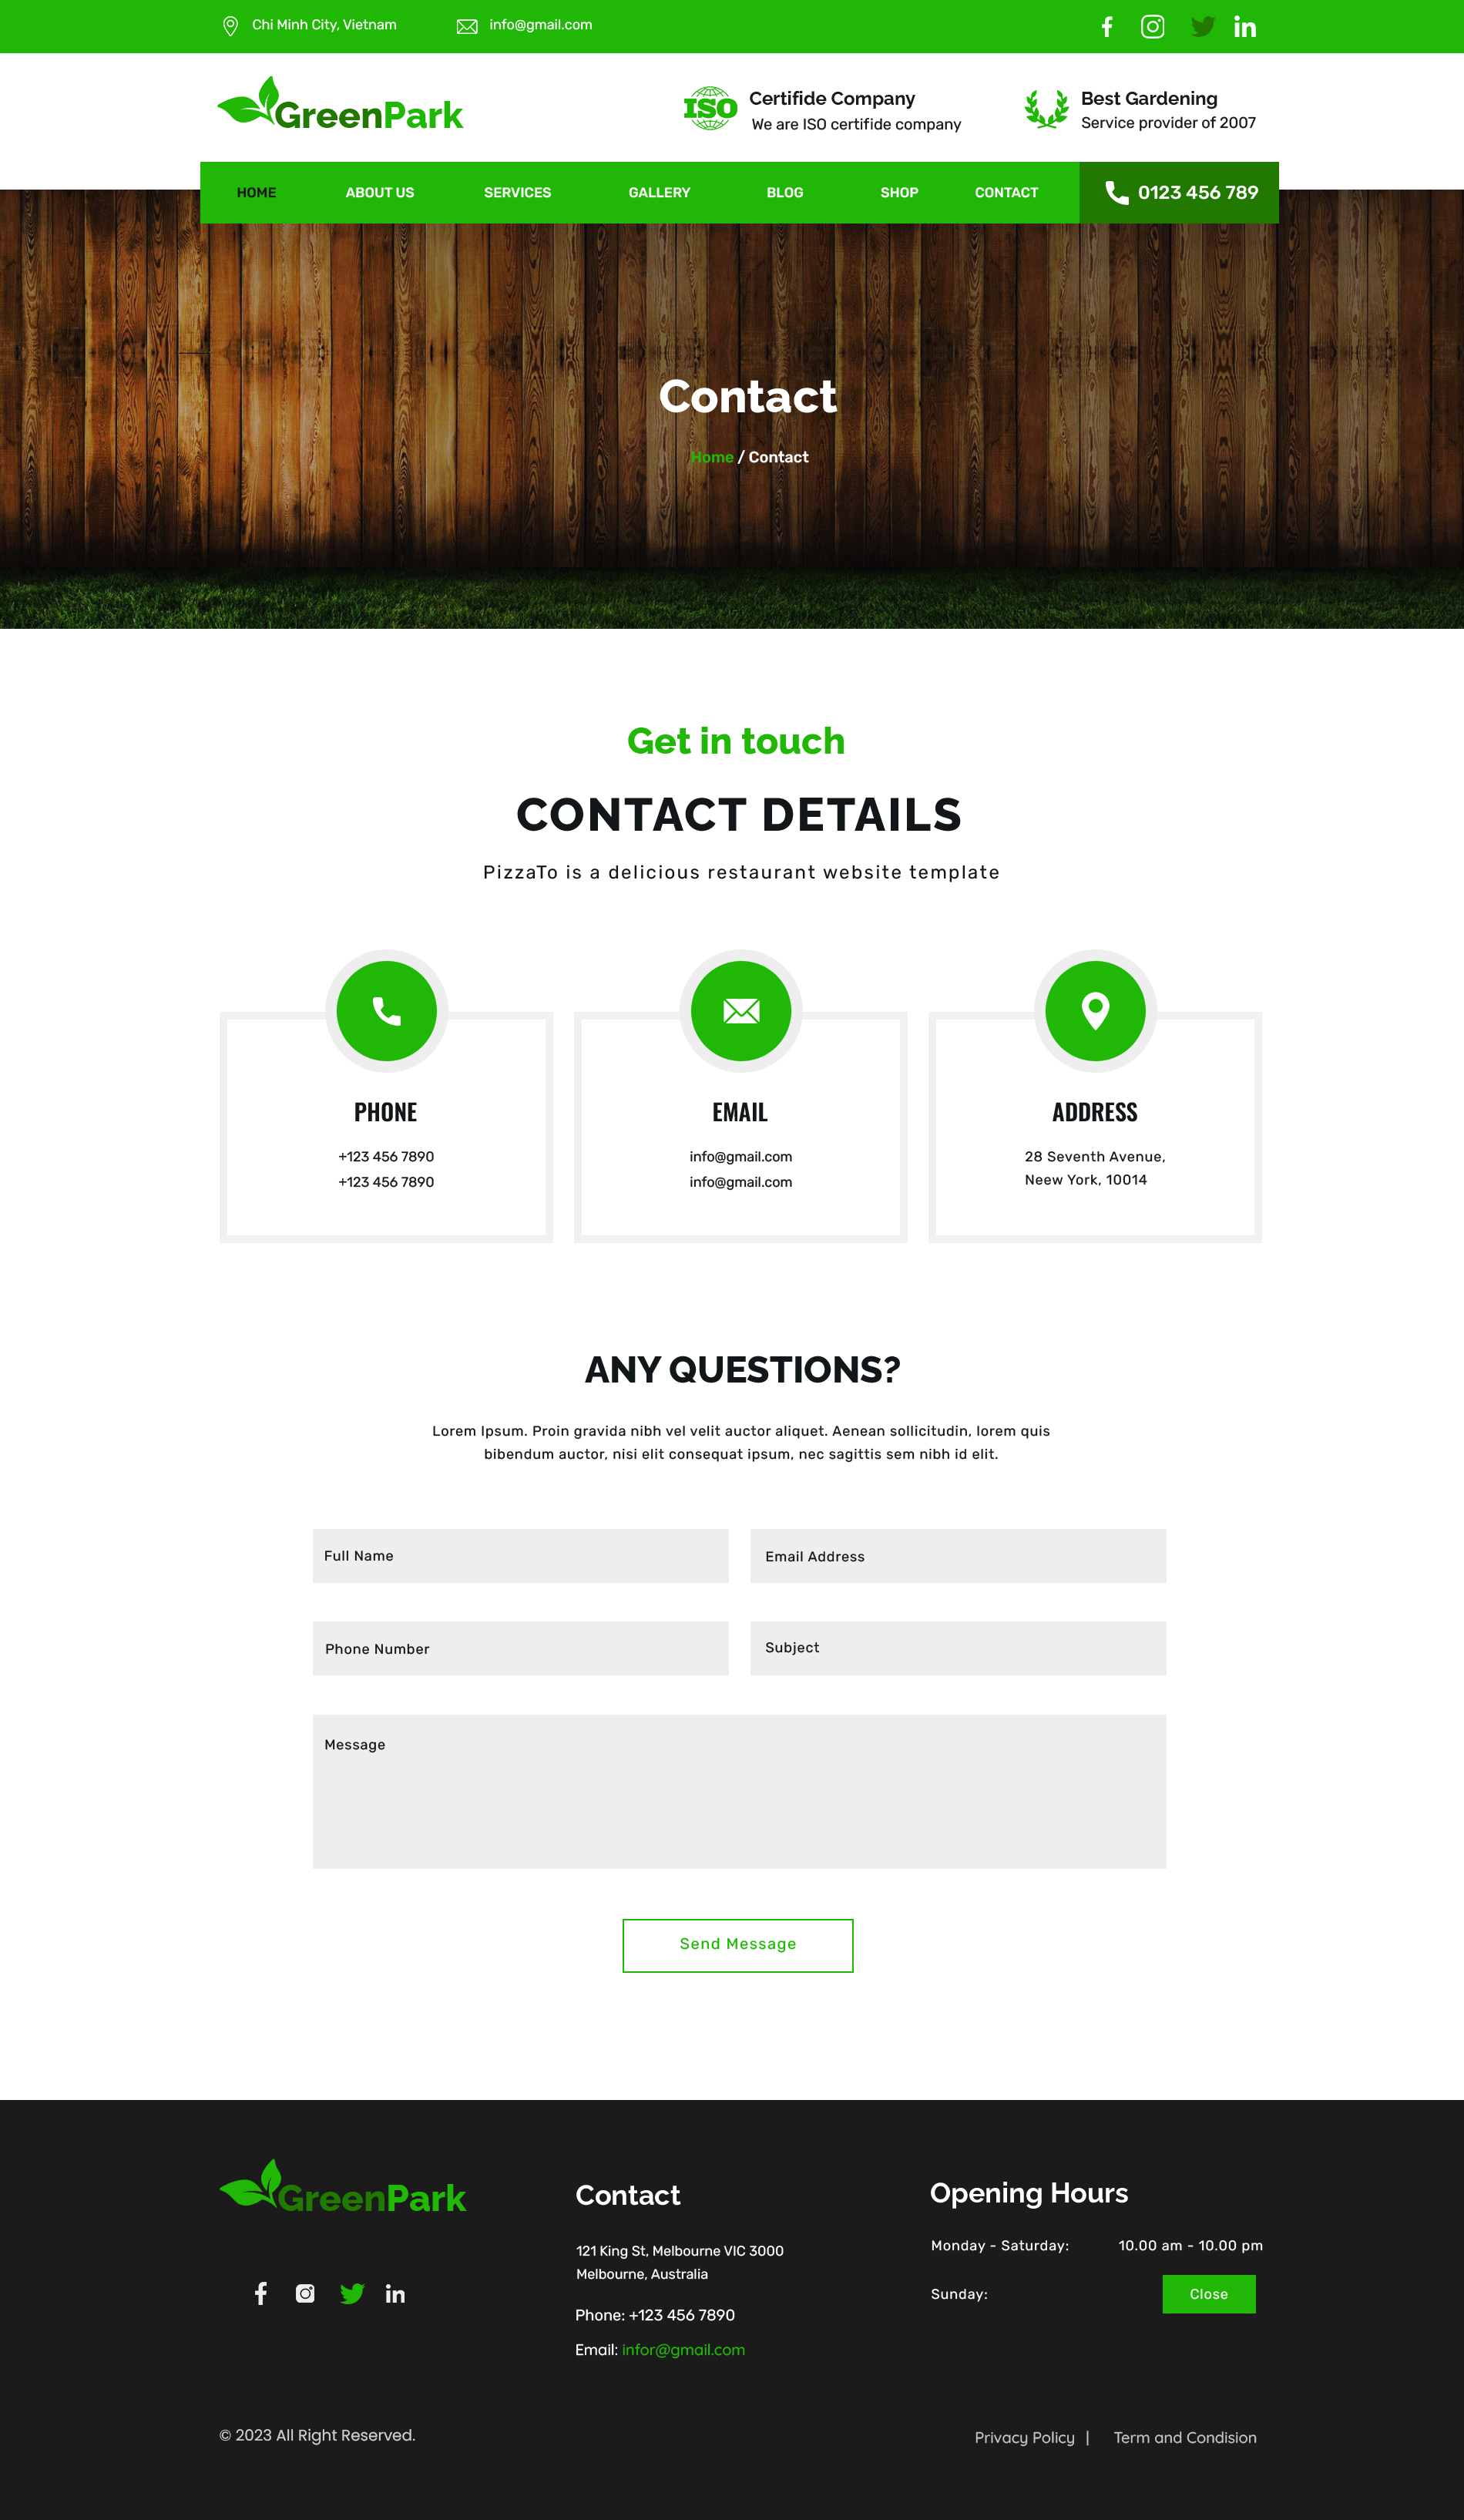 Chi Minh City, Vietnam
info@gmail.com
GreenPark
ISO
Certifide Company
We are ISO certifide company
Best Gardening
Service provider of 2007
HOME
ABOUT US
SERVICES
GALLERY
BLOG
SHOP
CONTACT
0123 456 789
Contact
Home / Contact
Get in touch
CONTACT DETAILS
PizzaTo is a delicious restaurant website template
PHONE
+123 456 7890
+123 456 7890
EMAIL
info@gmail.com
info@gmail.com
ADDRESS
28 Seventh Avenue,
Neew York, 10014
ANY QUESTIONS?
Lorem Ipsum. Proin gravida nibh vel velit auctor aliquet. Aenean sollicitudin, lorem quis
bibendum auctor, nisi elit consequat ipsum, nec sagittis sem nibh id elit.
Full Name
Email Address
Phone Number
Subject
Message
Send Message
GreenPark
Contact
121 King St, Melbourne VIC 3000
Melbourne, Australia
Phone: +123 456 7890
Email: infor@gmail.com
Opening Hours
Monday - Saturday:
10.00 am - 10.00 pm
Sunday:
Close
© 2023 All Right Reserved.
Privacy Policy |
Term and Condision